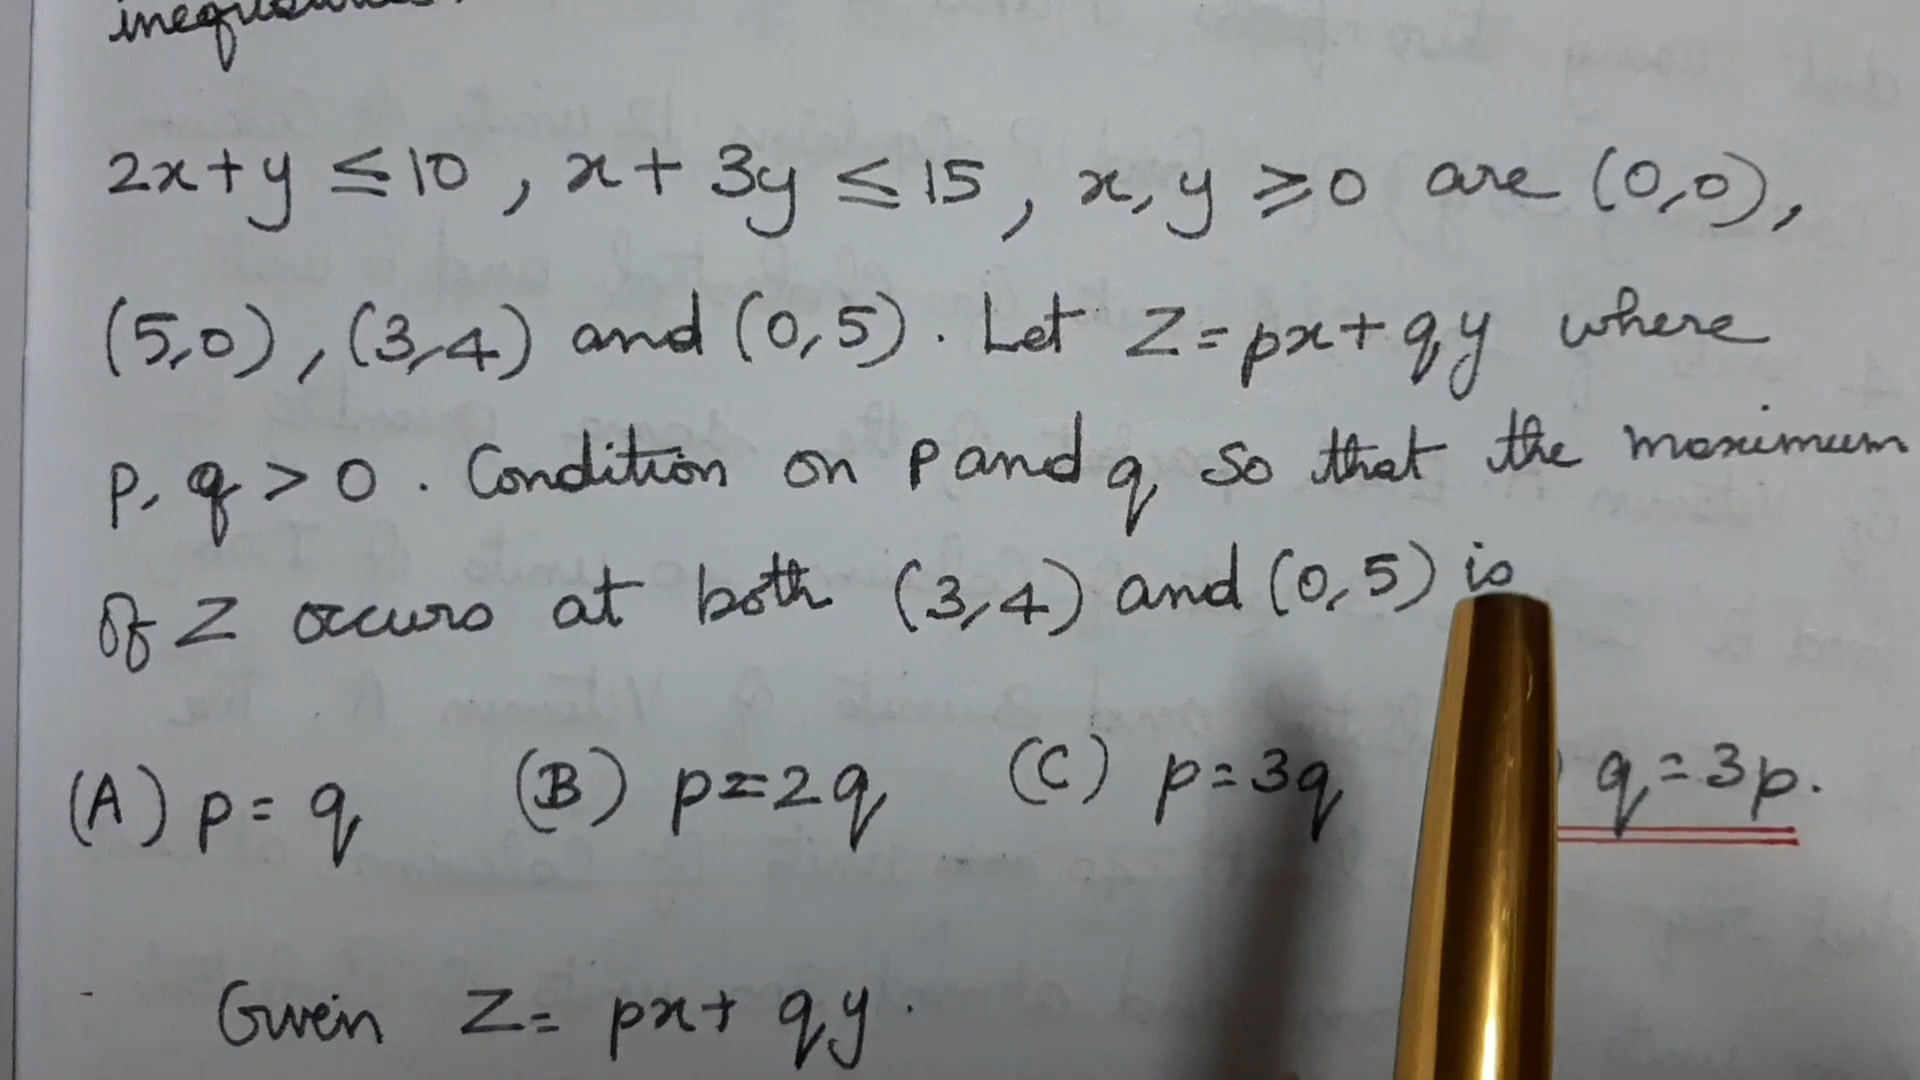 2x+y ≤ 10, x+3y ≤ 15, x,y ⩾ 0 are (0,0),
(5,0), (3,4) and (0,5). Let Z=px+qy where
p, q > 0. Condition on p and q so that the maximum
of Z occurs at both (3,4) and (0,5) is
(A) p=q (B) p=2q (C) p=3q ) q=3p.
Given Z= px+qy.